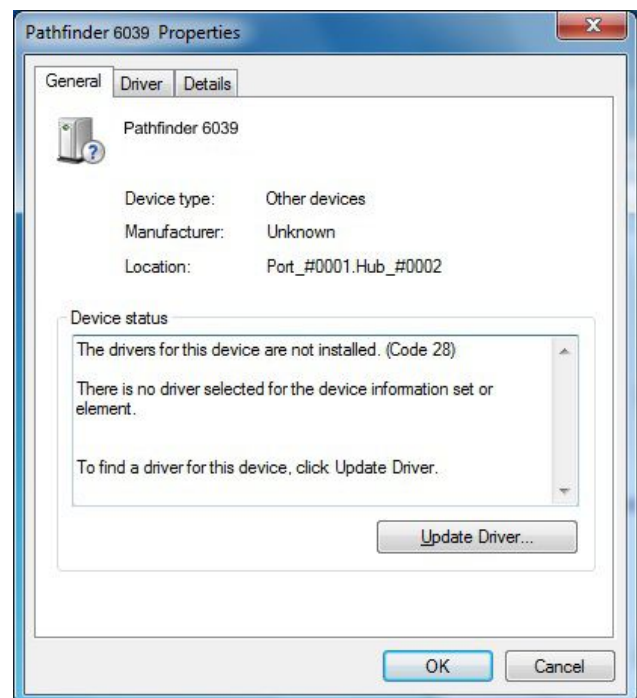 Pathfinder 6039 Properties
General Driver Details
Pathfinder 6039
Device type: Other devices
Manufacturer: Unknown
Location: Port_#0001.Hub_#0002
Device status
The drivers for this device are not installed. (Code 28)
There is no driver selected for the device information set or
element.
To find a driver for this device, click Update Driver.
Update Driver...
OK Cancel